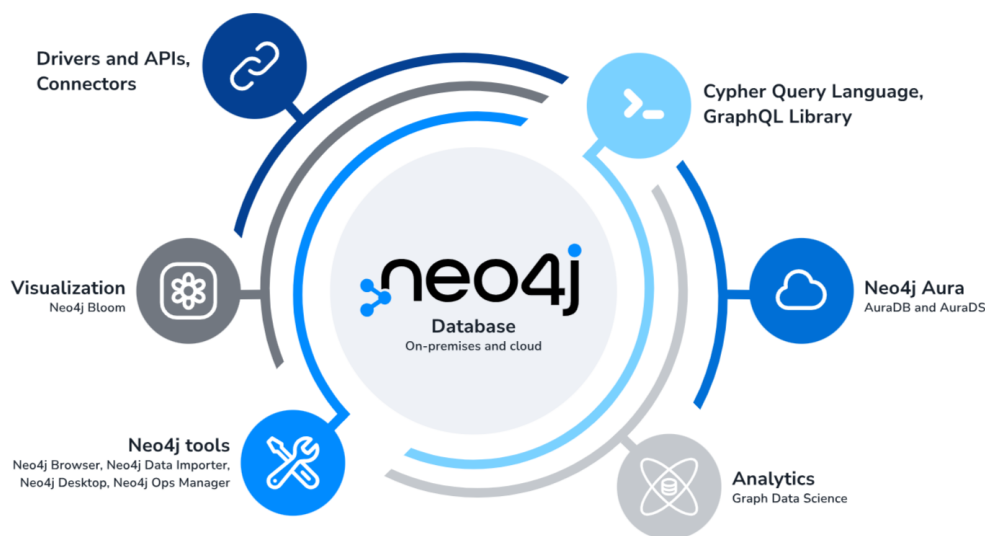 Drivers and APIs,
Connectors
Cypher Query Language,
GraphQL Library
Visualization
Neo4j Bloom
neo4j
Database
On-premises and cloud
Neo4j Aura
AuraDB and AuraDS
Neo4j tools
Neo4j Browser, Neo4j Data Importer,
Neo4j Desktop, Neo4j Ops Manager
Analytics
Graph Data Science